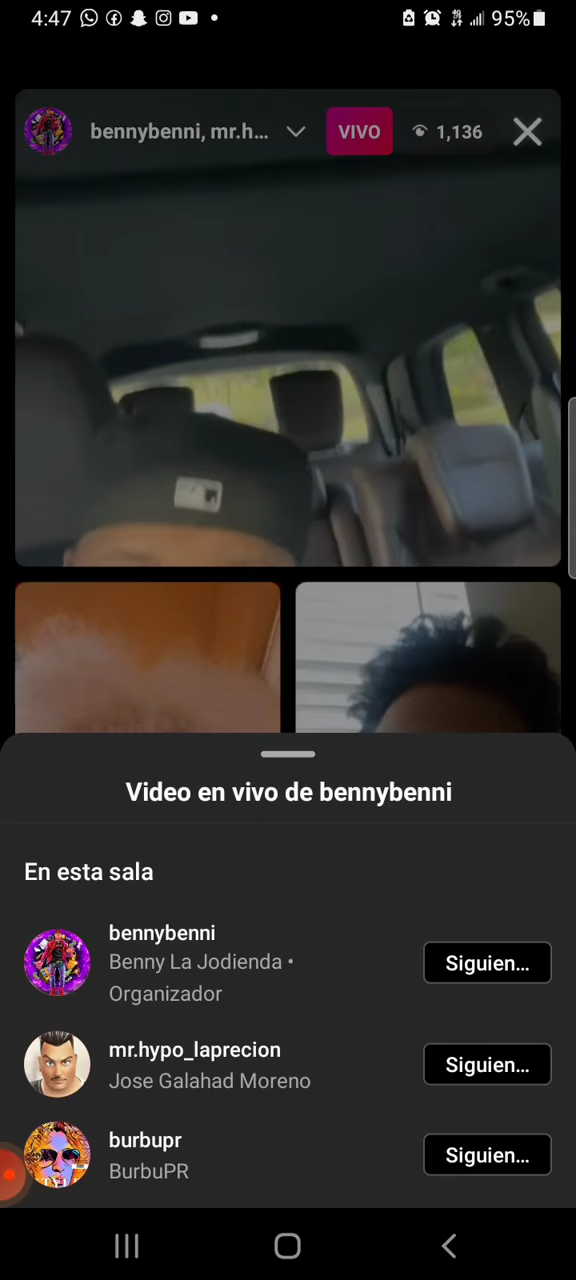 4:47 95%
bennybenni, mr.h... VIVO 1,136
Video en vivo de bennybenni
En esta sala
bennybenni
Benny La Jodienda •
Organizador
Siguien...
mr.hypo_laprecion
Jose Galahad Moreno
Siguien...
burbupr
BurbuPR
Siguien...